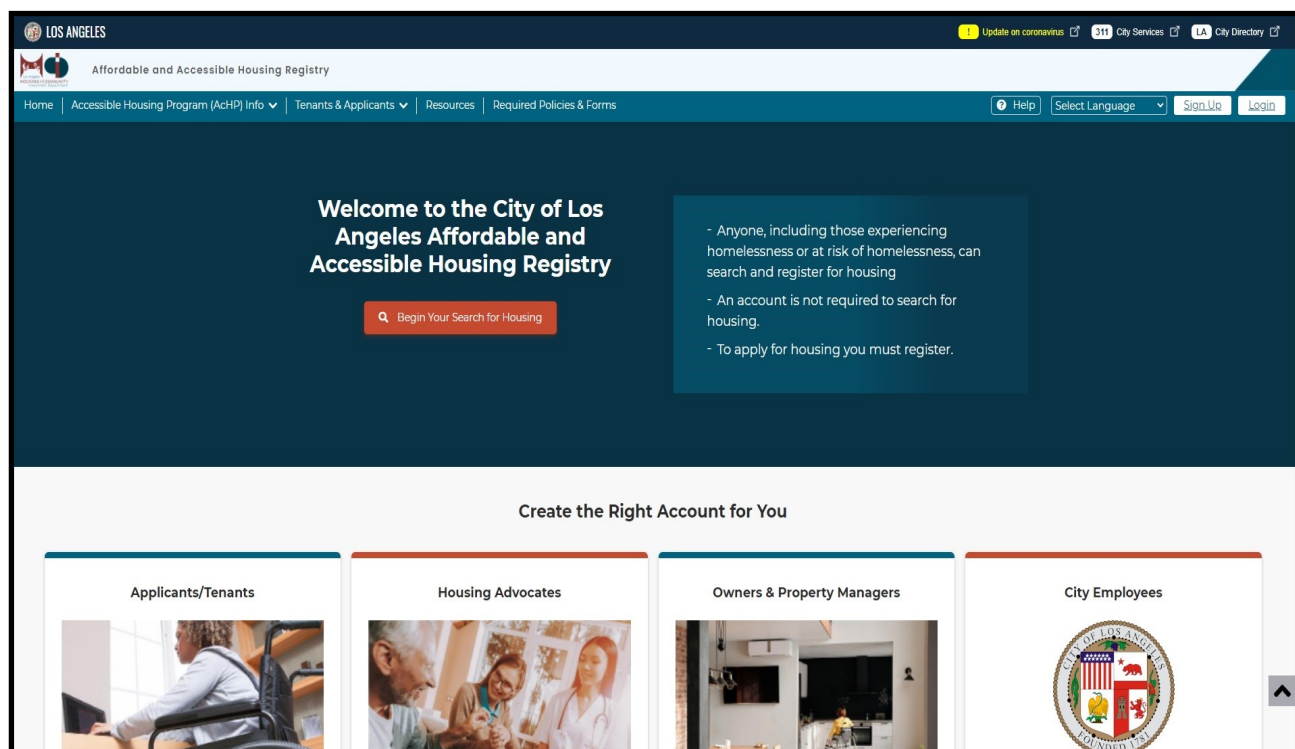 LOS ANGELES
! Update on coronavirus 311 City Services LA City Directory
Affordable and Accessible Housing Registry
Home Accessible Housing Program (AcHP) Info Tenants & Applicants Resources Required Policies & Forms
? Help Select Language Sign Up Login
Welcome to the City of Los
Angeles Affordable and
Accessible Housing Registry
Begin Your Search for Housing
- Anyone, including those experiencing
homelessness or at risk of homelessness, can
search and register for housing
- An account is not required to search for
housing.
- To apply for housing you must register.
Create the Right Account for You
Applicants/Tenants
Housing Advocates
Owners & Property Managers
City Employees
CITY OF LOS ANGELES
FOUNDED 1781